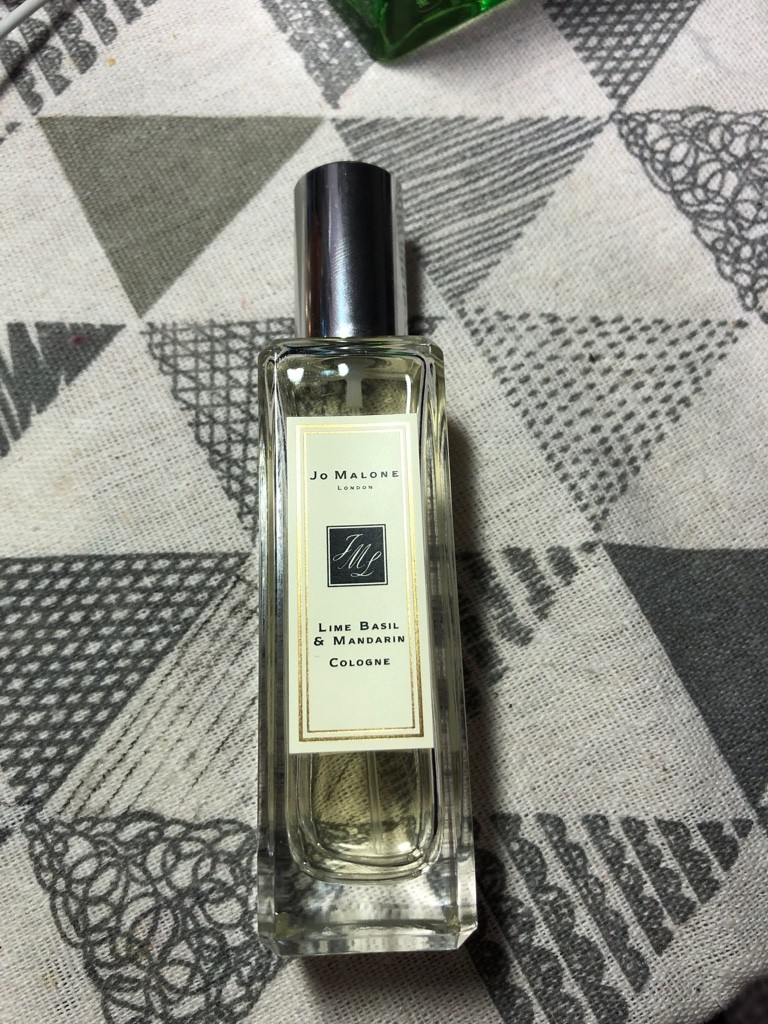 Jo Malone
London
JML
Lime Basil
& Mandarin
Cologne